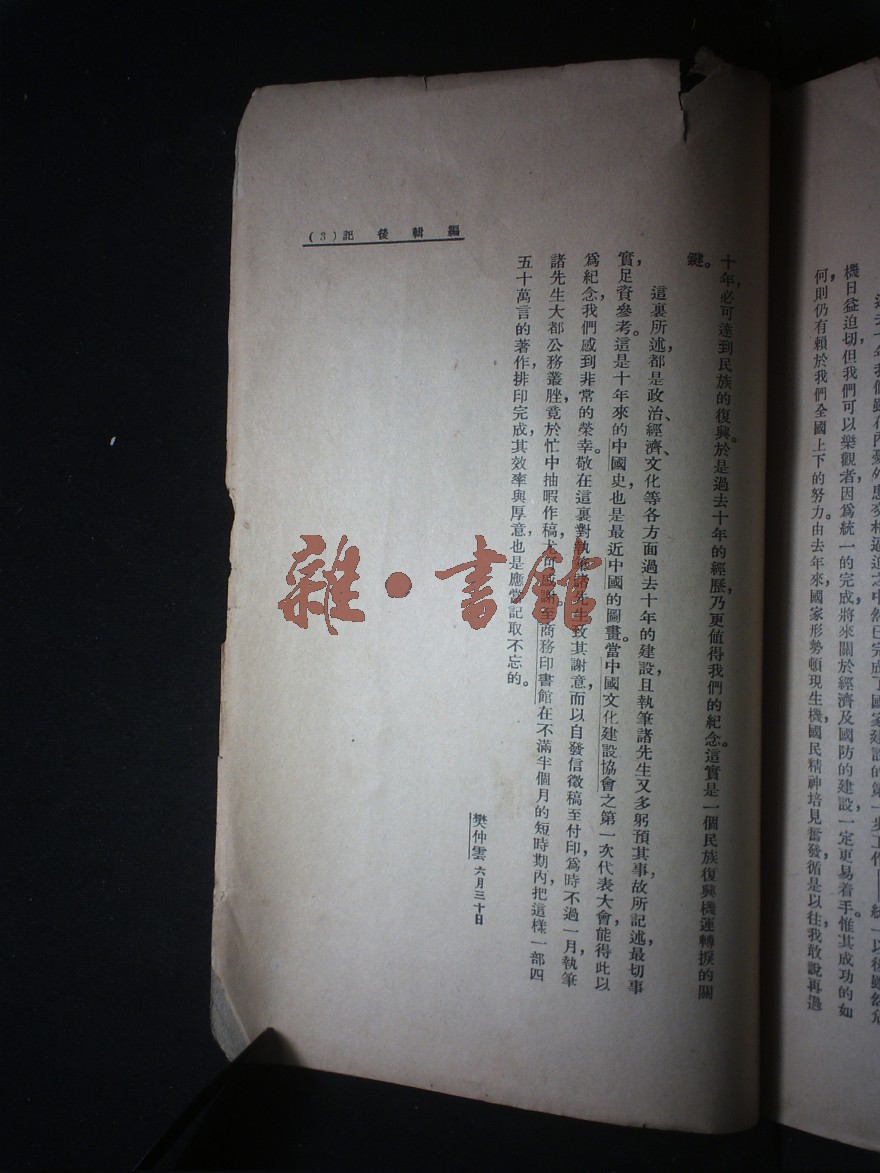 機日益迫切但我們可以樂觀者，因爲統一的完成將來關於經濟及國防的建設，一定更易着手。惟其成功的如
何，則仍有賴於我們全國上下的努力。由去年來國家形勢頓現生機，國民精神培見奮發，循是以往，我敢說再過
十年，必可達到民族的復興。於是過去十年的經歷，乃更值得我們的紀念。這實是一個民族復興機運轉捩的關
鍵。
這裏所述，都是政治、經濟、文化等各方面過去十年的建設，且執筆諸先生又多躬預其事，故所記述最切事
實，足資參考。這是十年來的中國史，也是最近中國的圖畫。當中國文化建設協會之第一次代表大會，能得此以
爲紀念，我們感到非常的榮幸。敬在這裏對執筆諸先生致其謝意，而以自發信徵稿至付印，爲時不過一月，執筆
諸先生大都公務叢脞，竟於忙中抽暇作稿，尤可感謝。至商務印書館在不滿半個月的短時期內，把這樣一部四
五十萬言的著作，排印完成，其效率與厚意，也是應當記取不忘的。
樊仲雲 六月三十日
編輯後記（3）
雜·書館